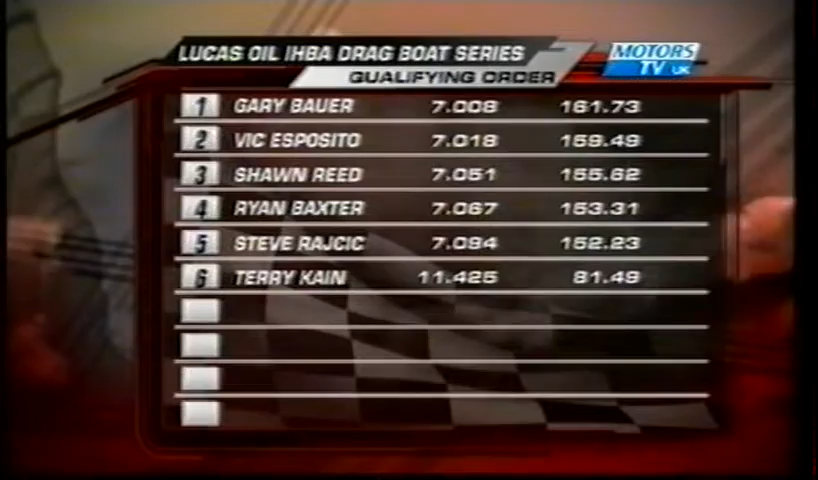 LUCAS OIL IHBA DRAG BOAT SERIES
MOTORS TV UK
QUALIFYING ORDER
1 GARY BAUER 7.008 161.73
2 VIC ESPOSITO 7.018 159.49
3 SHAWN REED 7.051 155.62
4 RYAN BAXTER 7.067 153.31
5 STEVE RAJCIC 7.094 152.23
6 TERRY KAIN 11.425 81.49